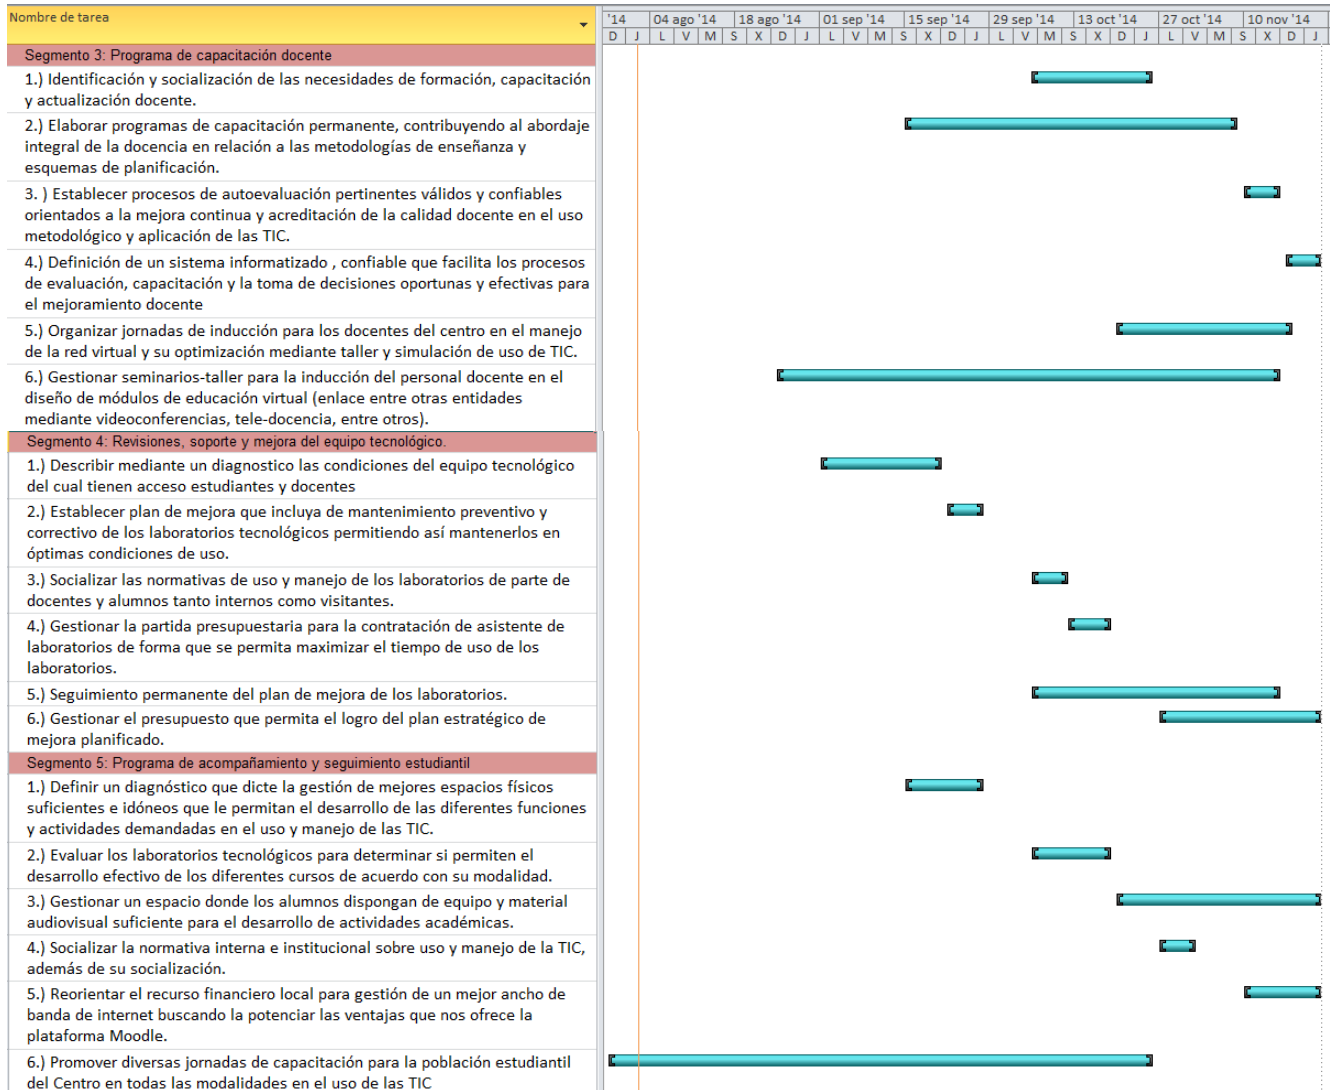 Nombre de tarea
'14 04 ago '14 18 ago '14 01 sep '14 15 sep '14 29 sep '14 13 oct '14 27 oct '14 10 nov '14
D J L V M S X D J L V M S X D J L V M S X D J L V M S X D J
Segmento 3: Programa de capacitación docente
1.) Identificación y socialización de las necesidades de formación, capacitación
y actualización docente.
2.) Elaborar programas de capacitación permanente, contribuyendo al abordaje
integral de la docencia en relación a las metodologías de enseñanza y
esquemas de planificación.
3. ) Establecer procesos de autoevaluación pertinentes válidos y confiables
orientados a la mejora continua y acreditación de la calidad docente en el uso
metodológico y aplicación de las TIC.
4.) Definición de un sistema informatizado , confiable que facilita los procesos
de evaluación, capacitación y la toma de decisiones oportunas y efectivas para
el mejoramiento docente
5.) Organizar jornadas de inducción para los docentes del centro en el manejo
de la red virtual y su optimización mediante taller y simulación de uso de TIC.
6.) Gestionar seminarios-taller para la inducción del personal docente en el
diseño de módulos de educación virtual (enlace entre otras entidades
mediante videoconferencias, tele-docencia, entre otros).
Segmento 4: Revisiones, soporte y mejora del equipo tecnológico.
1.) Describir mediante un diagnostico las condiciones del equipo tecnológico
del cual tienen acceso estudiantes y docentes
2.) Establecer plan de mejora que incluya de mantenimiento preventivo y
correctivo de los laboratorios tecnológicos permitiendo así mantenerlos en
óptimas condiciones de uso.
3.) Socializar las normativas de uso y manejo de los laboratorios de parte de
docentes y alumnos tanto internos como visitantes.
4.) Gestionar la partida presupuestaria para la contratación de asistente de
laboratorios de forma que se permita maximizar el tiempo de uso de los
laboratorios.
5.) Seguimiento permanente del plan de mejora de los laboratorios.
6.) Gestionar el presupuesto que permita el logro del plan estratégico de
mejora planificado.
Segmento 5: Programa de acompañamiento y seguimiento estudiantil
1.) Definir un diagnóstico que dicte la gestión de mejores espacios físicos
suficientes e idóneos que le permitan el desarrollo de las diferentes funciones
y actividades demandadas en el uso y manejo de las TIC.
2.) Evaluar los laboratorios tecnológicos para determinar si permiten el
desarrollo efectivo de los diferentes cursos de acuerdo con su modalidad.
3.) Gestionar un espacio donde los alumnos dispongan de equipo y material
audiovisual suficiente para el desarrollo de actividades académicas.
4.) Socializar la normativa interna e institucional sobre uso y manejo de la TIC,
además de su socialización.
5.) Reorientar el recurso financiero local para gestión de un mejor ancho de
banda de internet buscando la potenciar las ventajas que nos ofrece la
plataforma Moodle.
6.) Promover diversas jornadas de capacitación para la población estudiantil
del Centro en todas las modalidades en el uso de las TIC